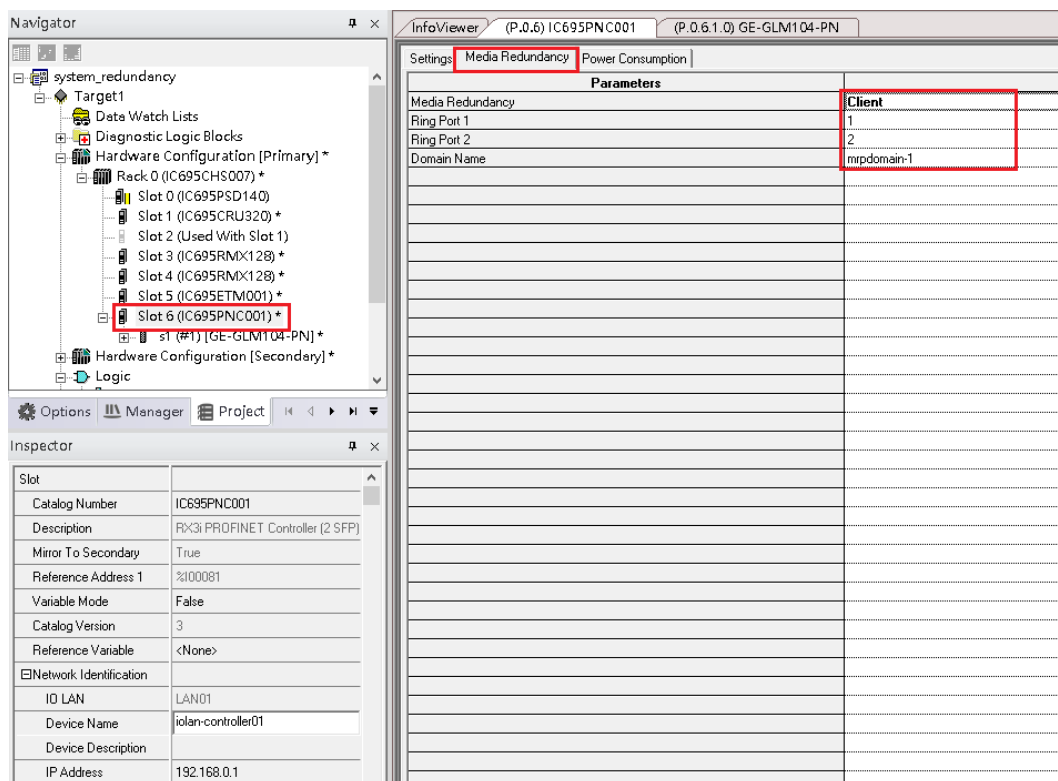 Navigator
system_redundancy
Target1
Data Watch Lists
Diagnostic Logic Blocks
Hardware Configuration [Primary] *
Rack 0 (IC695CHS007) *
Slot 0 (IC695PSD140)
Slot 1 (IC695CRU320) *
Slot 2 (Used With Slot 1)
Slot 3 (IC695RMX128) *
Slot 4 (IC695RMX128) *
Slot 5 (IC695ETM001) *
Slot 6 (IC695PNC001) *
s1 (#1) [GE-GLM104-PN] *
Hardware Configuration [Secondary] *
Logic
Options Manager Project
Inspector
Slot
Catalog Number IC695PNC001
Description RX3i PROFINET Controller (2 SFP)
Mirror To Secondary True
Reference Address 1 %I00081
Variable Mode False
Catalog Version 3
Reference Variable <None>
Network Identification
IO LAN LAN01
Device Name iolan-controller01
Device Description
IP Address 192.168.0.1
InfoViewer (P.0.6) IC695PNC001 (P.0.6.1.0) GE-GLM104-PN
Settings Media Redundancy Power Consumption
Parameters
Media Redundancy Client
Ring Port 1 1
Ring Port 2 2
Domain Name mrpdomain-1